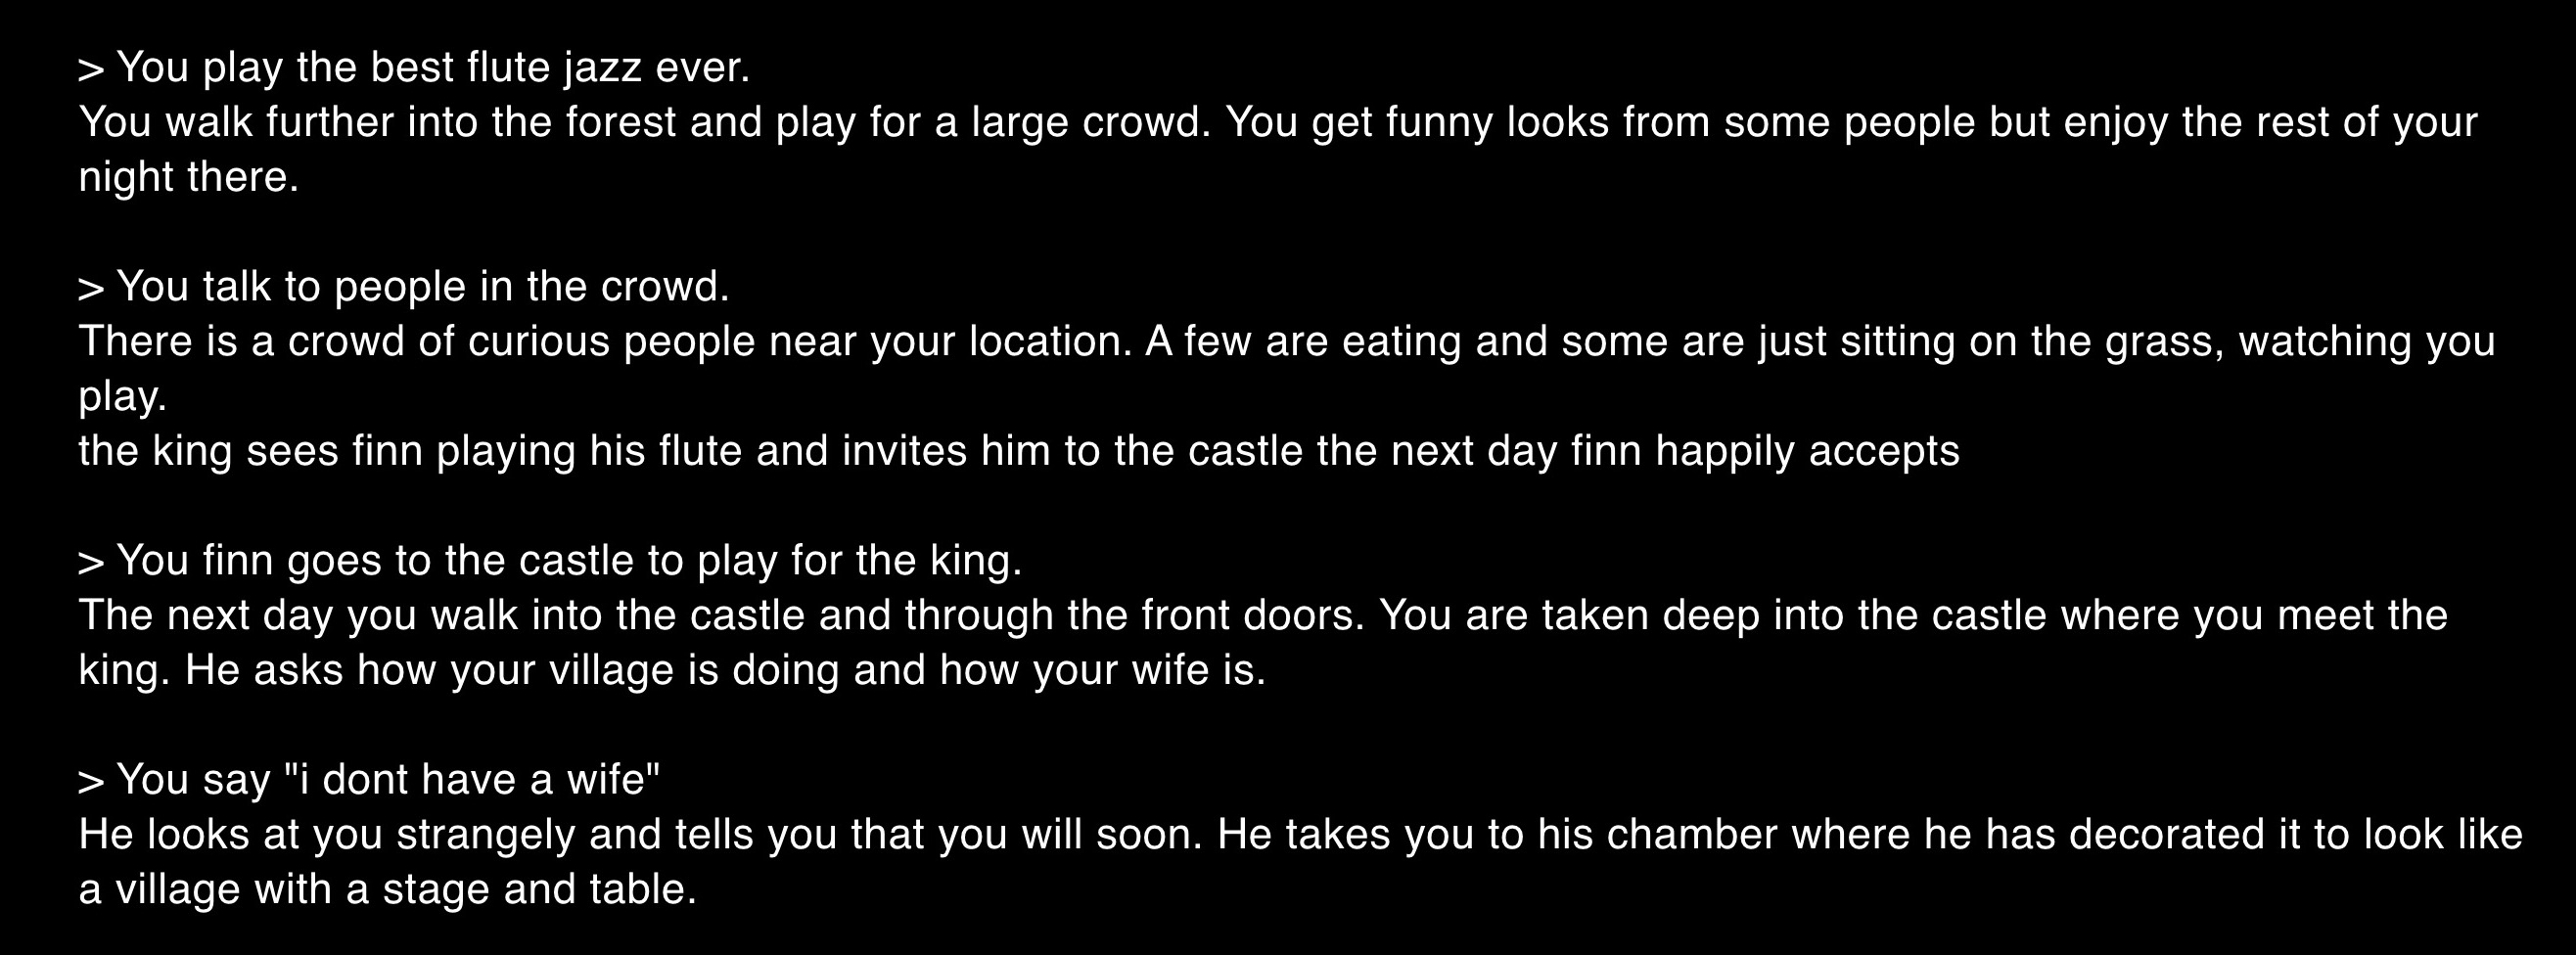 > You play the best flute jazz ever.
You walk further into the forest and play for a large crowd. You get funny looks from some people but enjoy the rest of your
night there.
> You talk to people in the crowd.
There is a crowd of curious people near your location. A few are eating and some are just sitting on the grass, watching you
play.
the king sees finn playing his flute and invites him to the castle the next day finn happily accepts
> You finn goes to the castle to play for the king.
The next day you walk into the castle and through the front doors. You are taken deep into the castle where you meet the
king. He asks how your village is doing and how your wife is.
> You say "i dont have a wife"
He looks at you strangely and tells you that you will soon. He takes you to his chamber where he has decorated it to look like
a village with a stage and table.